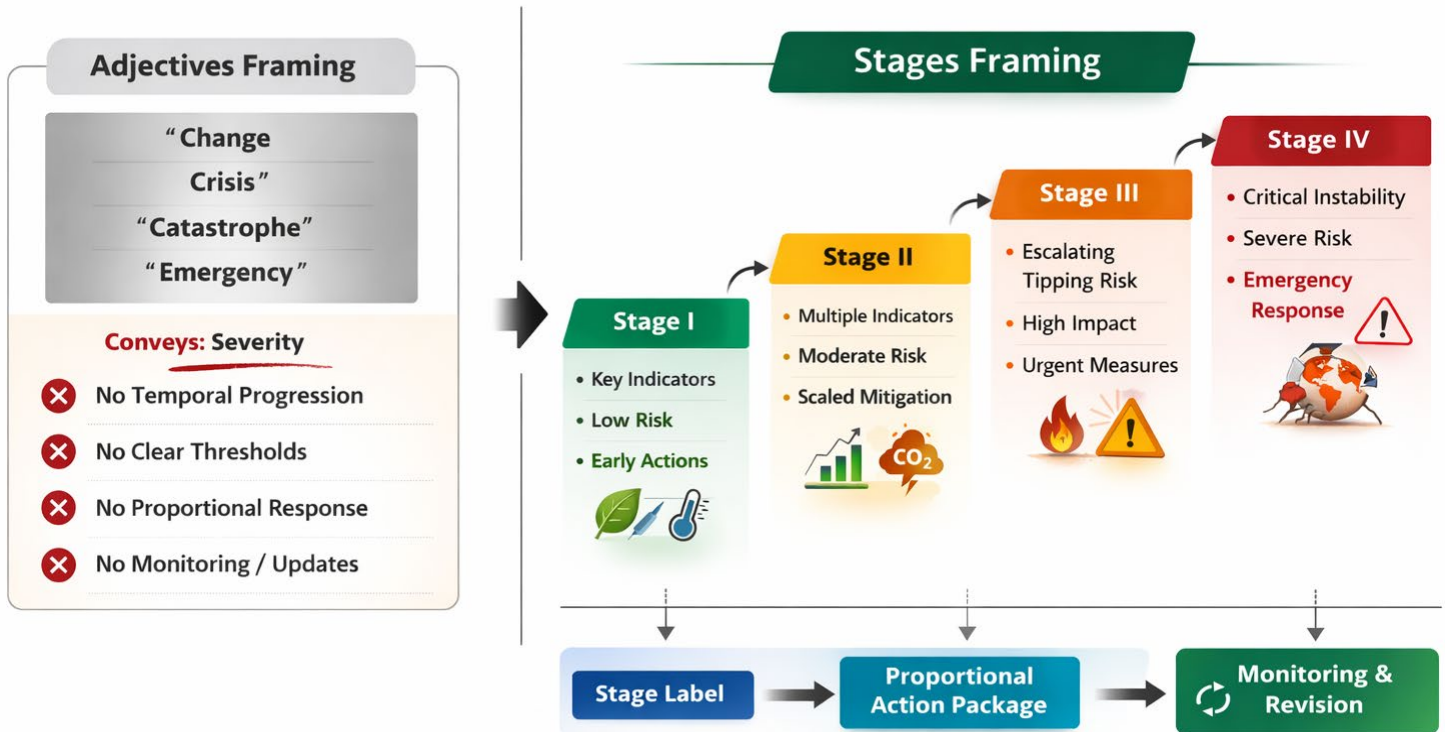 Adjectives Framing
“Change
Crisis”
“Catastrophe”
“Emergency”
Conveys: Severity
No Temporal Progression
No Clear Thresholds
No Proportional Response
No Monitoring / Updates
Stages Framing
Stage I
• Key Indicators
• Low Risk
• Early Actions
Stage II
• Multiple Indicators
• Moderate Risk
• Scaled Mitigation
CO₂
Stage III
• Escalating
Tipping Risk
• High Impact
• Urgent Measures
!
Stage IV
• Critical Instability
• Severe Risk
• Emergency
Response
!
Stage Label
Proportional
Action Package
Monitoring &
Revision